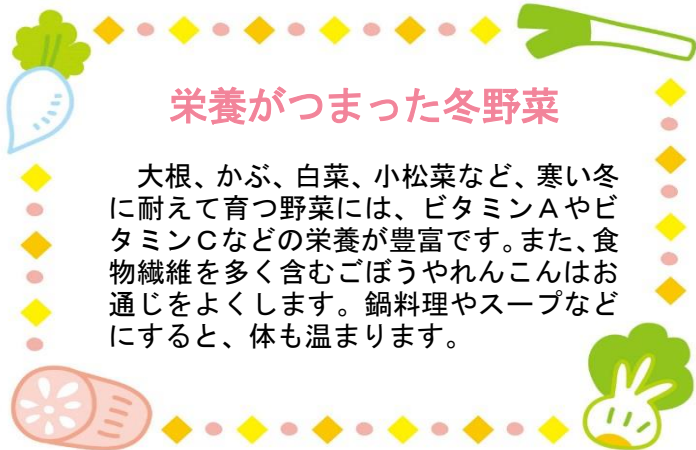 栄養がつまった冬野菜
　大根、かぶ、白菜、小松菜など、寒い冬
に耐えて育つ野菜には、ビタミンＡやビ
タミンＣなどの栄養が豊富です。また、食
物繊維を多く含むごぼうやれんこんはお
通じをよくします。鍋料理やスープなど
にすると、体も温まります。